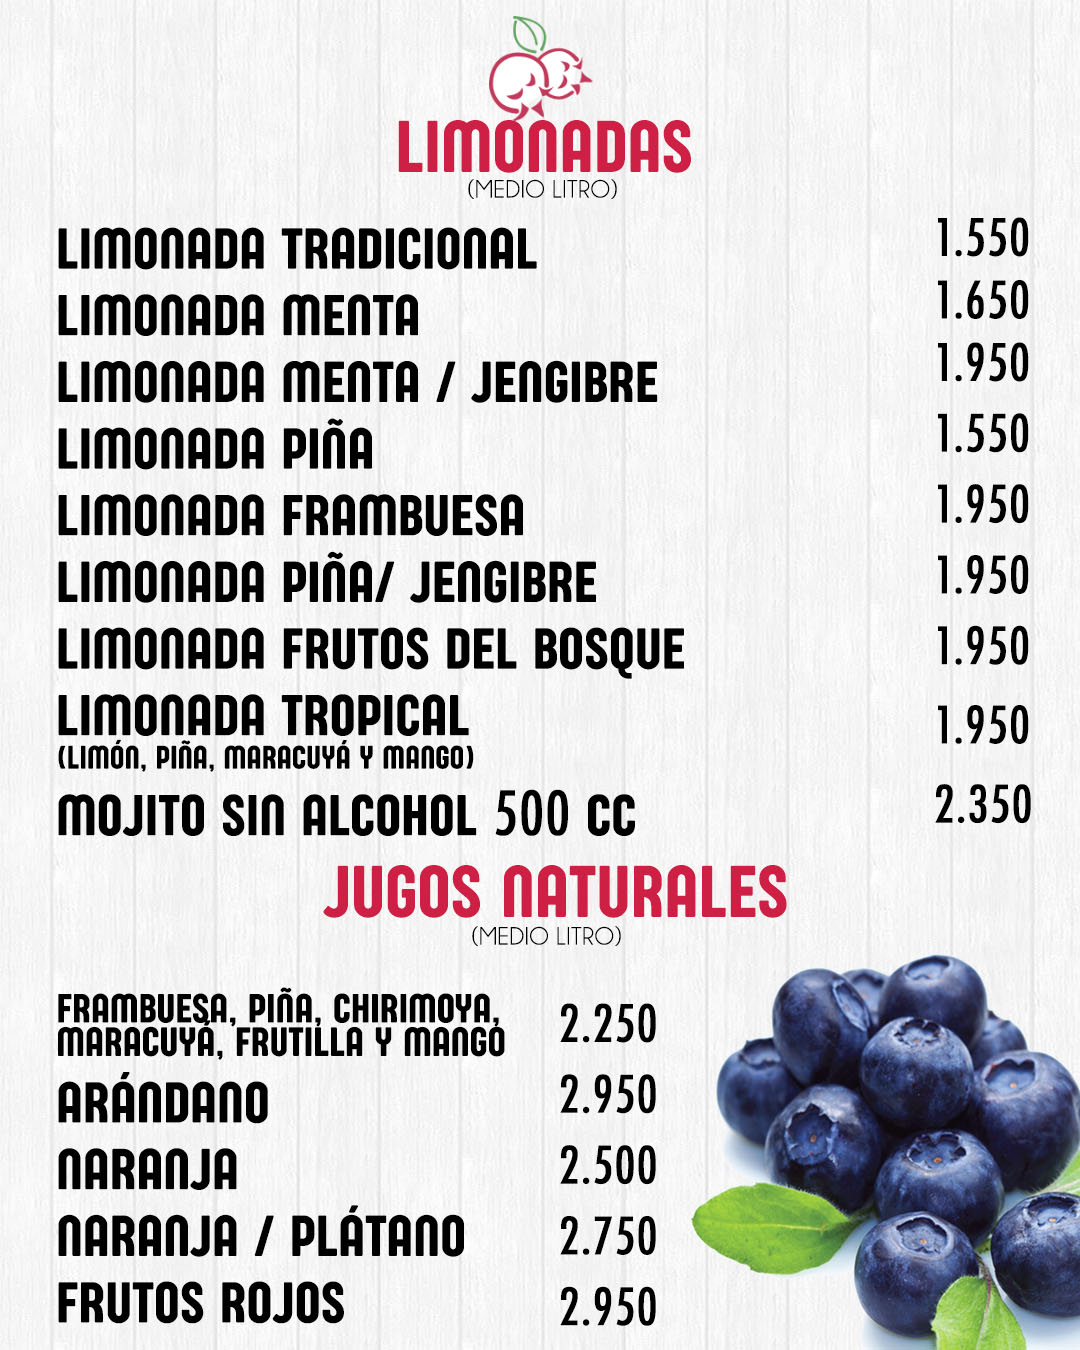 LIMONADAS
(MEDIO LITRO)
LIMONADA TRADICIONAL 1.550
LIMONADA MENTA 1.650
LIMONADA MENTA / JENGIBRE 1.950
LIMONADA PIÑA 1.550
LIMONADA FRAMBUESA 1.950
LIMONADA PIÑA/ JENGIBRE 1.950
LIMONADA FRUTOS DEL BOSQUE 1.950
LIMONADA TROPICAL 1.950
(LIMÓN, PIÑA, MARACUYÁ Y MANGO)
MOJITO SIN ALCOHOL 500 CC 2.350
JUGOS NATURALES
(MEDIO LITRO)
FRAMBUESA, PIÑA, CHIRIMOYA,
MARACUYÁ, FRUTILLA Y MANGO 2.250
ARÁNDANO 2.950
NARANJA 2.500
NARANJA / PLÁTANO 2.750
FRUTOS ROJOS 2.950